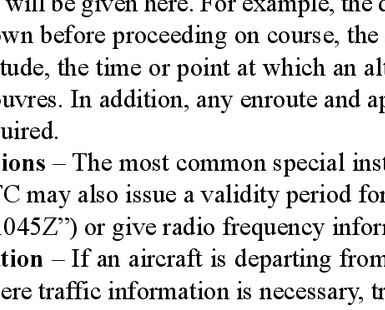 will be given here. For example, the
wn before proceeding on course, the
tude, the time or point at which an alt
uvres. In addition, any enroute and ap
uired.
ions – The most common special inst
TC may also issue a validity period for
1045Z”) or give radio frequency infor
tion – If an aircraft is departing from
ere traffic information is necessary, tr